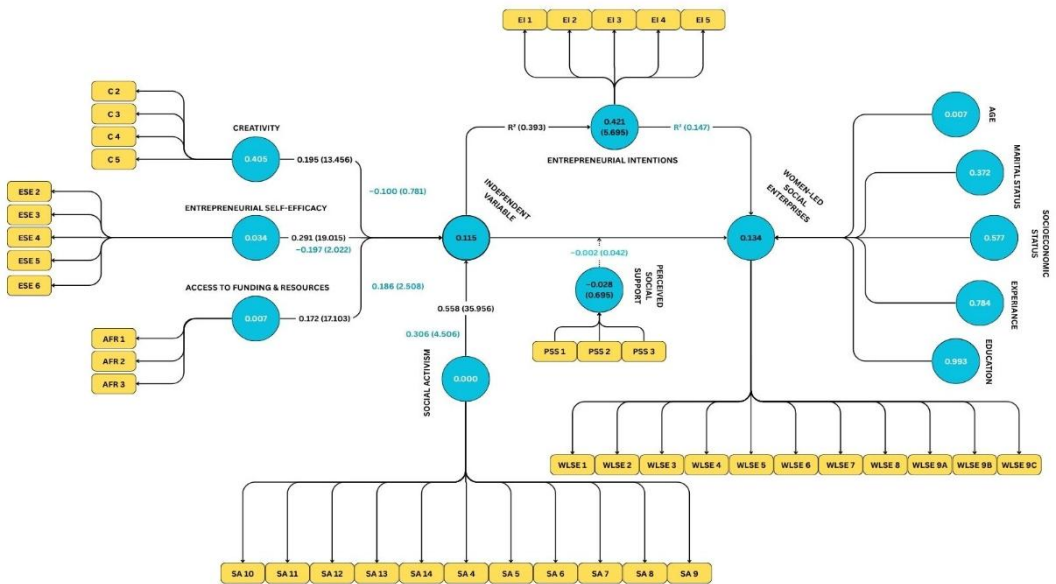 EI 1
EI 2
EI 3
EI 4
EI 5
R² (0.393)
0.421
(5.695)
R² (0.147)
ENTREPRENEURIAL INTENTIONS
C 2
C 3
C 4
C 5
CREATIVITY
0.405
0.195 (13.456)
−0.100 (0.781)
ESE 2
ESE 3
ESE 4
ESE 5
ESE 6
ENTREPRENEURIAL SELF-EFFICACY
0.034
0.291 (19.015)
−0.197 (2.022)
ACCESS TO FUNDING & RESOURCES
0.007
0.172 (17.103)
0.186 (2.508)
AFR 1
AFR 2
AFR 3
INDEPENDENT
VARIABLE
0.115
0.558 (35.956)
0.306 (4.506)
SOCIAL ACTIVISM
0.000
−0.002 (0.042)
−0.028
(0.695)
PERCEIVED
SOCIAL
SUPPORT
PSS 1
PSS 2
PSS 3
WOMEN-LED
SOCIAL
ENTERPRISES
0.134
0.007
AGE
0.372
MARITAL STATUS
0.577
SOCIOECONOMIC
STATUS
0.784
EXPERIANCE
0.993
EDUCATION
WLSE 1
WLSE 2
WLSE 3
WLSE 4
WLSE 5
WLSE 6
WLSE 7
WLSE 8
WLSE 9A
WLSE 9B
WLSE 9C
SA 10
SA 11
SA 12
SA 13
SA 14
SA 4
SA 5
SA 6
SA 7
SA 8
SA 9